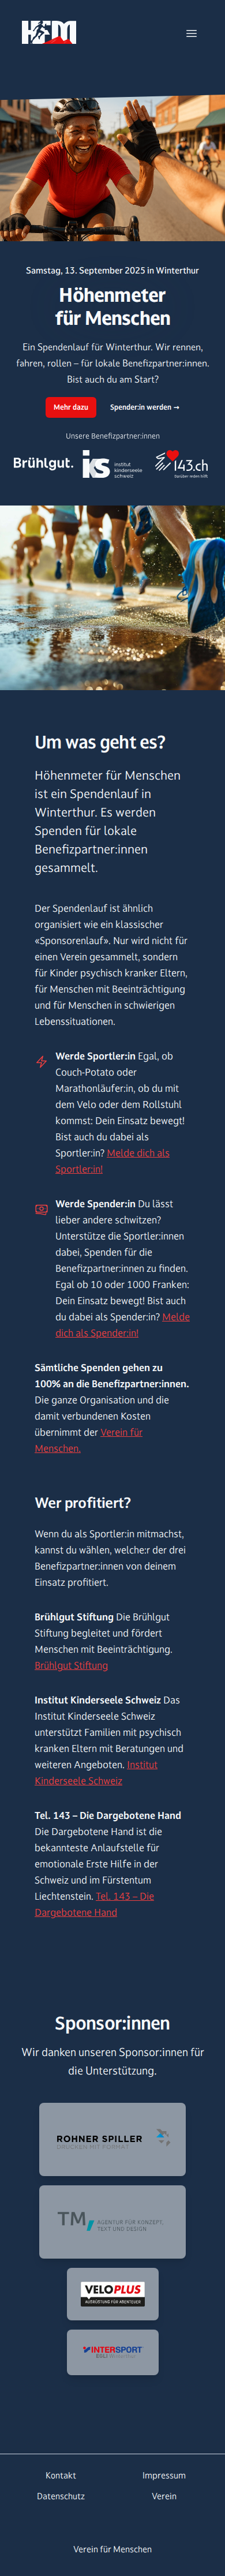 HFM
Samstag, 13. September 2025 in Winterthur
Höhenmeter
für Menschen
Ein Spendenlauf für Winterthur. Wir rennen,
fahren, rollen – für lokale Benefizpartner:innen.
Bist auch du am Start?
Mehr dazu
Spender:in werden →
Unsere Benefizpartner:innen
Brühlgut.
iks institut kinderseele schweiz
143.ch
Darüber reden hilft
Um was geht es?
Höhenmeter für Menschen
ist ein Spendenlauf in
Winterthur. Es werden
Spenden für lokale
Benefizpartner:innen
gesammelt.
Der Spendenlauf ist ähnlich
organisiert wie ein klassischer
«Sponsorenlauf». Nur wird nicht für
einen Verein gesammelt, sondern
für Kinder psychisch kranker Eltern,
für Menschen mit Beeinträchtigung
und für Menschen in schwierigen
Lebenssituationen.
Werde Sportler:in Egal, ob
Couch-Potato oder
Marathonläufer:in, ob du mit
dem Velo oder dem Rollstuhl
kommst: Dein Einsatz bewegt!
Bist auch du dabei als
Sportler:in? Melde dich als
Sportler:in!
Werde Spender:in Du lässt
lieber andere schwitzen?
Unterstütze die Sportler:innen
dabei, Spenden für die
Benefizpartner:innen zu finden.
Egal ob 10 oder 1000 Franken:
Dein Einsatz bewegt! Bist auch
du dabei als Spender:in? Melde
dich als Spender:in!
Sämtliche Spenden gehen zu
100% an die Benefizpartner:innen.
Die ganze Organisation und die
damit verbundenen Kosten
übernimmt der Verein für
Menschen.
Wer profitiert?
Wenn du als Sportler:in mitmachst,
kannst du wählen, welche:r der drei
Benefizpartner:innen von deinem
Einsatz profitiert.
Brühlgut Stiftung Die Brühlgut
Stiftung begleitet und fördert
Menschen mit Beeinträchtigung.
Brühlgut Stiftung
Institut Kinderseele Schweiz Das
Institut Kinderseele Schweiz
unterstützt Familien mit psychisch
kranken Eltern mit Beratungen und
weiteren Angeboten. Institut
Kinderseele Schweiz
Tel. 143 – Die Dargebotene Hand
Die Dargebotene Hand ist die
bekannteste Anlaufstelle für
emotionale Erste Hilfe in der
Schweiz und im Fürstentum
Liechtenstein. Tel. 143 – Die
Dargebotene Hand
Sponsor:innen
Wir danken unseren Sponsor:innen für
die Unterstützung.
ROHNER SPILLER
DRUCKEN MIT FORMAT
TM
AGENTUR FÜR KONZEPT,
TEXT UND DESIGN
VELOPLUS
AUSRÜSTUNG FÜR ABENTEUER
INTERSPORT
Kontakt
Impressum
Datenschutz
Verein
Verein für Menschen